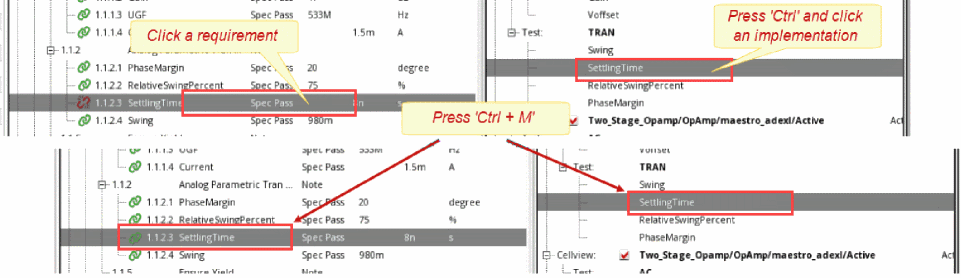 1.1.1.3 UGF Spec Pass 533M Hz
1.1.1.4 1.5m A
Click a requirement
1.1.2
1.1.2.1 PhaseMargin Spec Pass 20 degree
1.1.2.2 RelativeSwingPercent Spec Pass 75 %
1.1.2.3 SettlingTime Spec Pass 8n s
1.1.2.4 Swing Spec Pass 980m
Voffset
Test: TRAN
Swing
SettlingTime
RelativeSwingPercent
PhaseMargin
Two_Stage_Opamp/OpAmp/maestro_adexl/Active
Press 'Ctrl' and click
an implementation
Press 'Ctrl + M'
1.1.1.3 UGF Spec Pass 533M Hz
1.1.1.4 Current Spec Pass 1.5m A
1.1.2 Analog Parametric Tran ... Note
1.1.2.1 PhaseMargin Spec Pass 20 degree
1.1.2.2 RelativeSwingPercent Spec Pass 75 %
1.1.2.3 SettlingTime Spec Pass 8n s
1.1.2.4 Swing Spec Pass 980m
1.1.5 Ensure Yield Note
Voffset
Test: TRAN
Swing
SettlingTime
RelativeSwingPercent
PhaseMargin
Cellview: Two_Stage_Opamp/OpAmp/maestro_adexl/Active
Test: AC